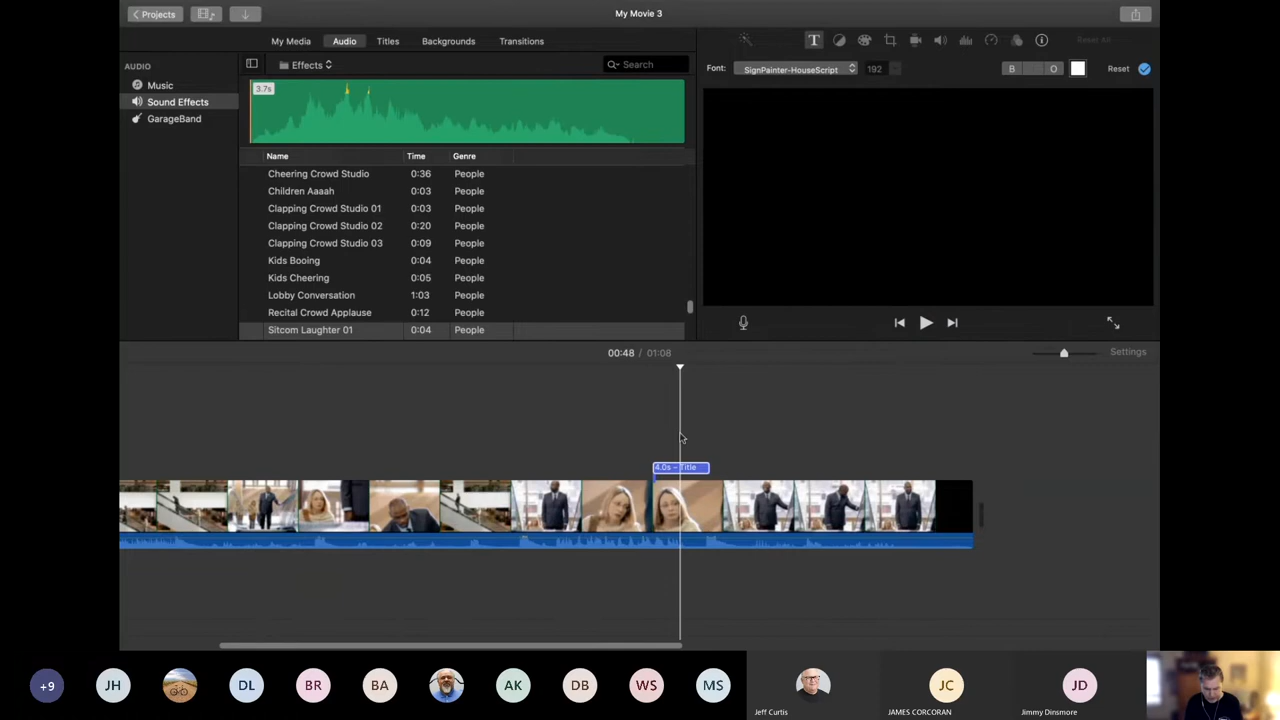 Projects
My Movie 3
My Media
Audio
Titles
Backgrounds
Transitions
Reset All
AUDIO
Music
Sound Effects
GarageBand
Effects
Search
Font:
SignPainter-HouseScript
192
B
O
Reset
3.7s
Name Time Genre
Cheering Crowd Studio 0:36 People
Children Aaaah 0:03 People
Clapping Crowd Studio 01 0:03 People
Clapping Crowd Studio 02 0:20 People
Clapping Crowd Studio 03 0:09 People
Kids Booing 0:04 People
Kids Cheering 0:05 People
Lobby Conversation 1:03 People
Recital Crowd Applause 0:12 People
Sitcom Laughter 01 0:04 People
00:48 / 01:08
Settings
4.0s – Title
+9
JH
DL
BR
BA
AK
DB
WS
MS
Jeff Curtis
JC
JAMES CORCORAN
JD
Jimmy Dinsmore